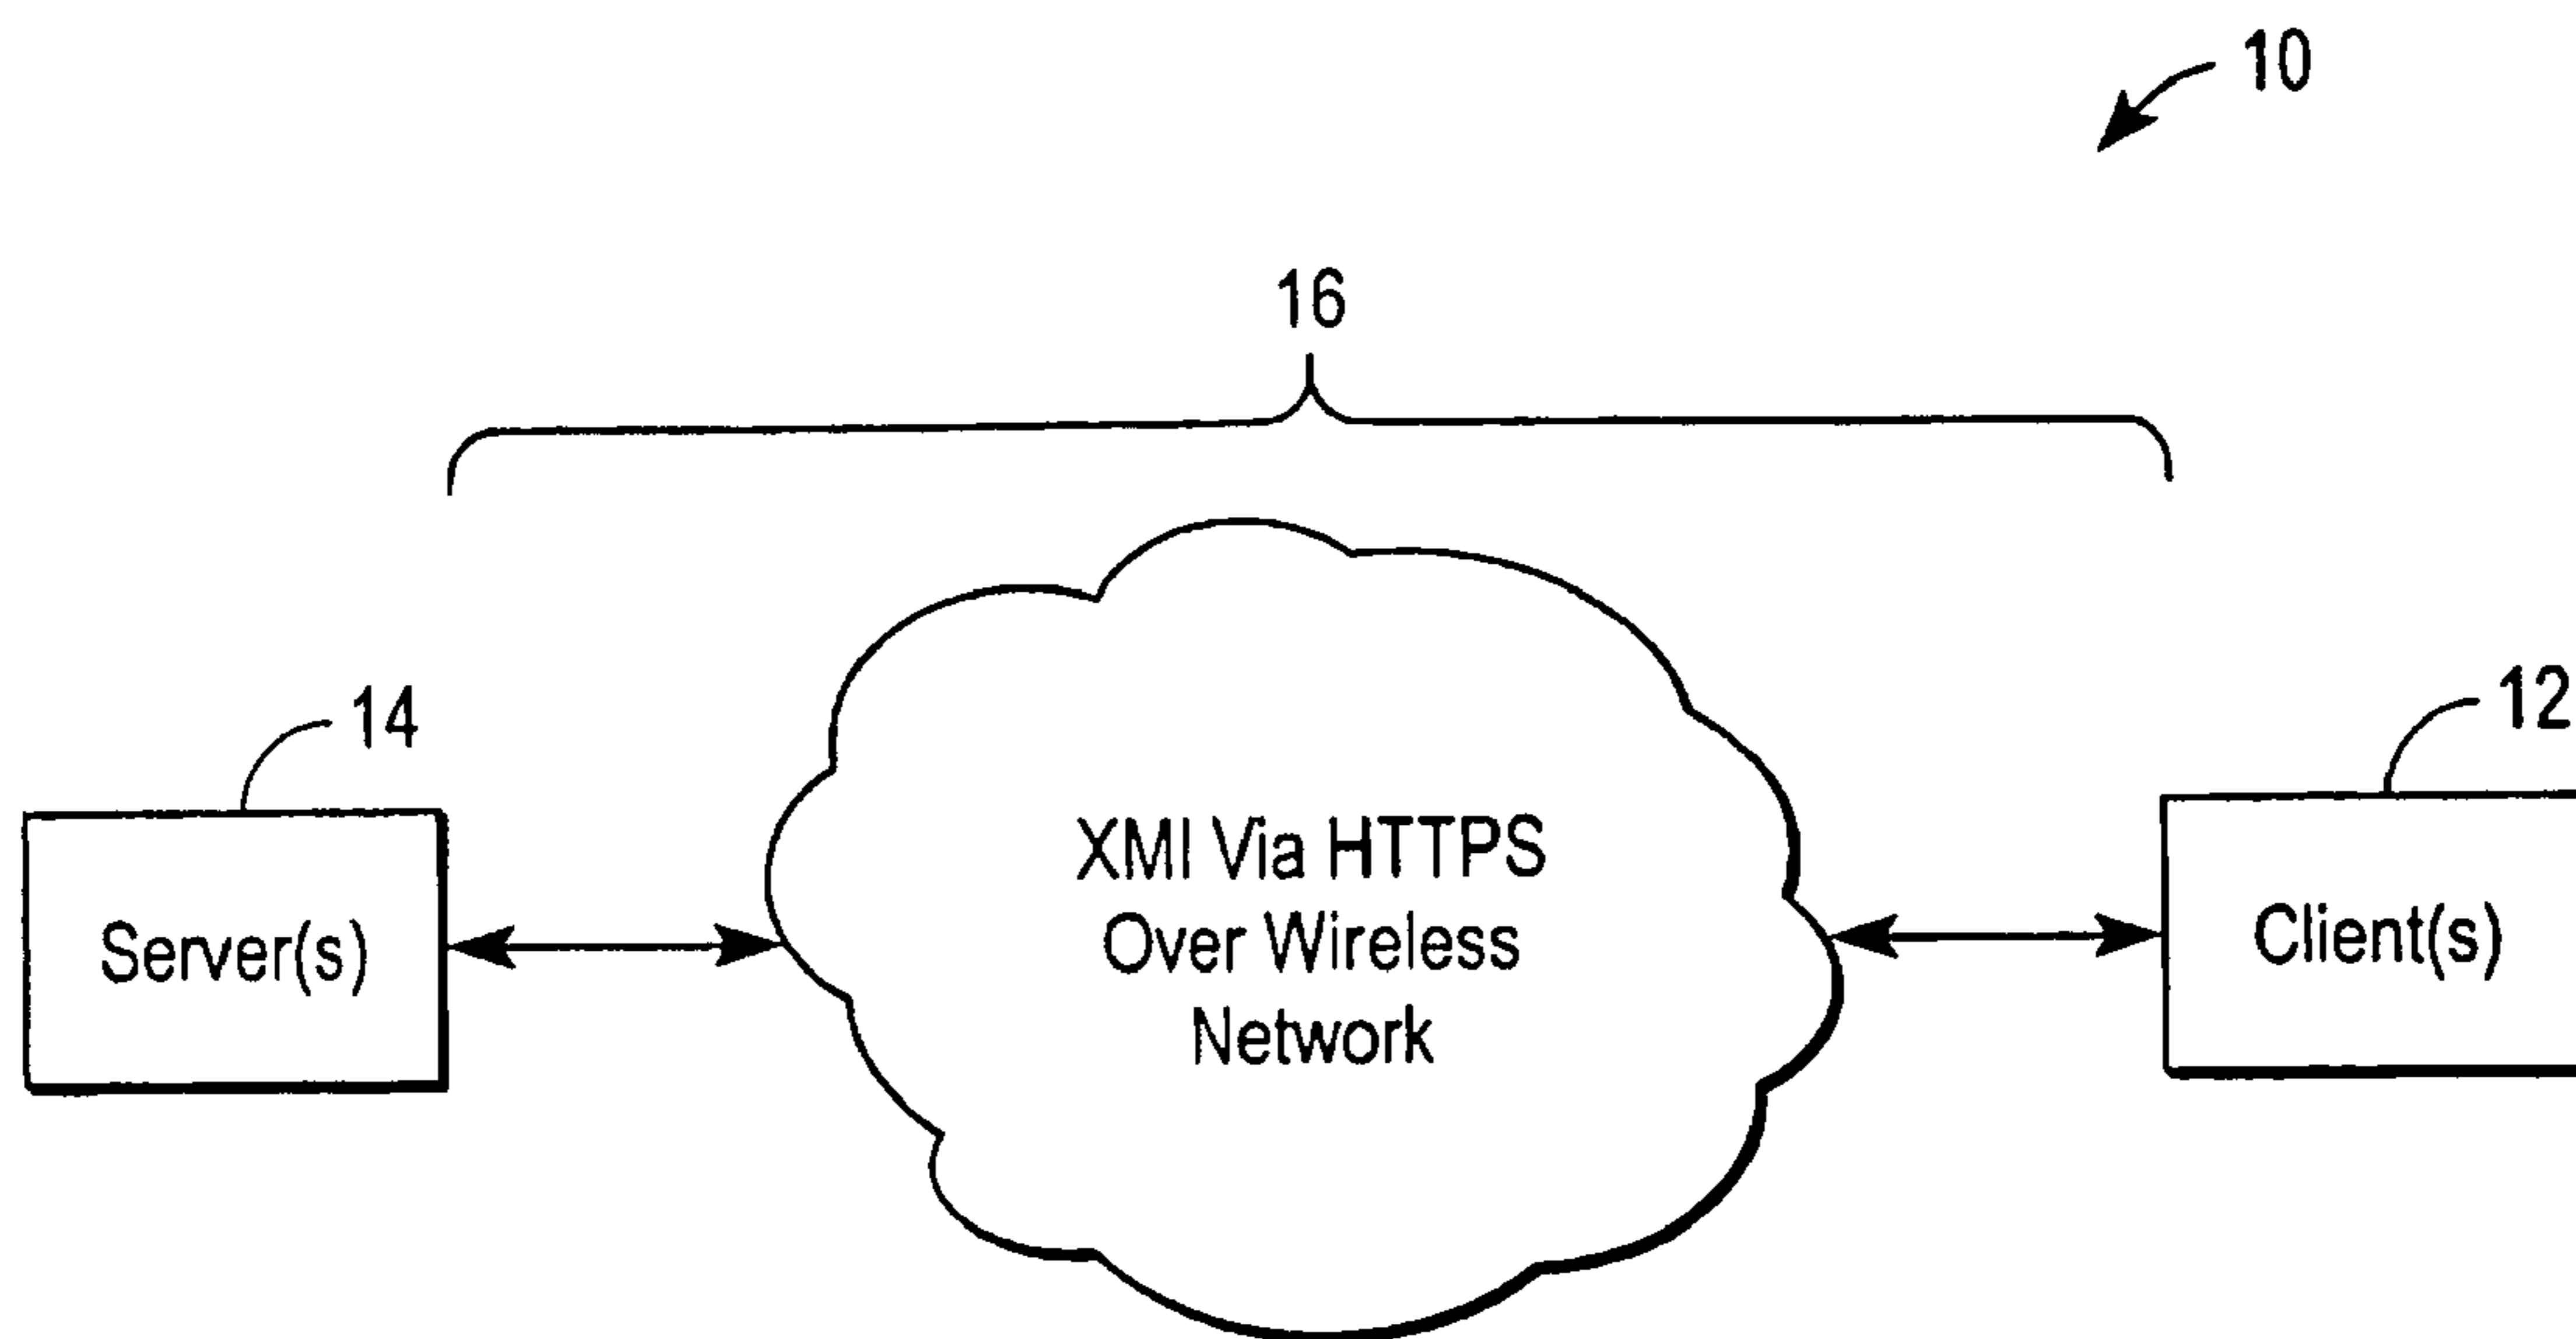 10
16
14
12
Server(s)
XMI Via HTTPS
Over Wireless
Network
Client(s)